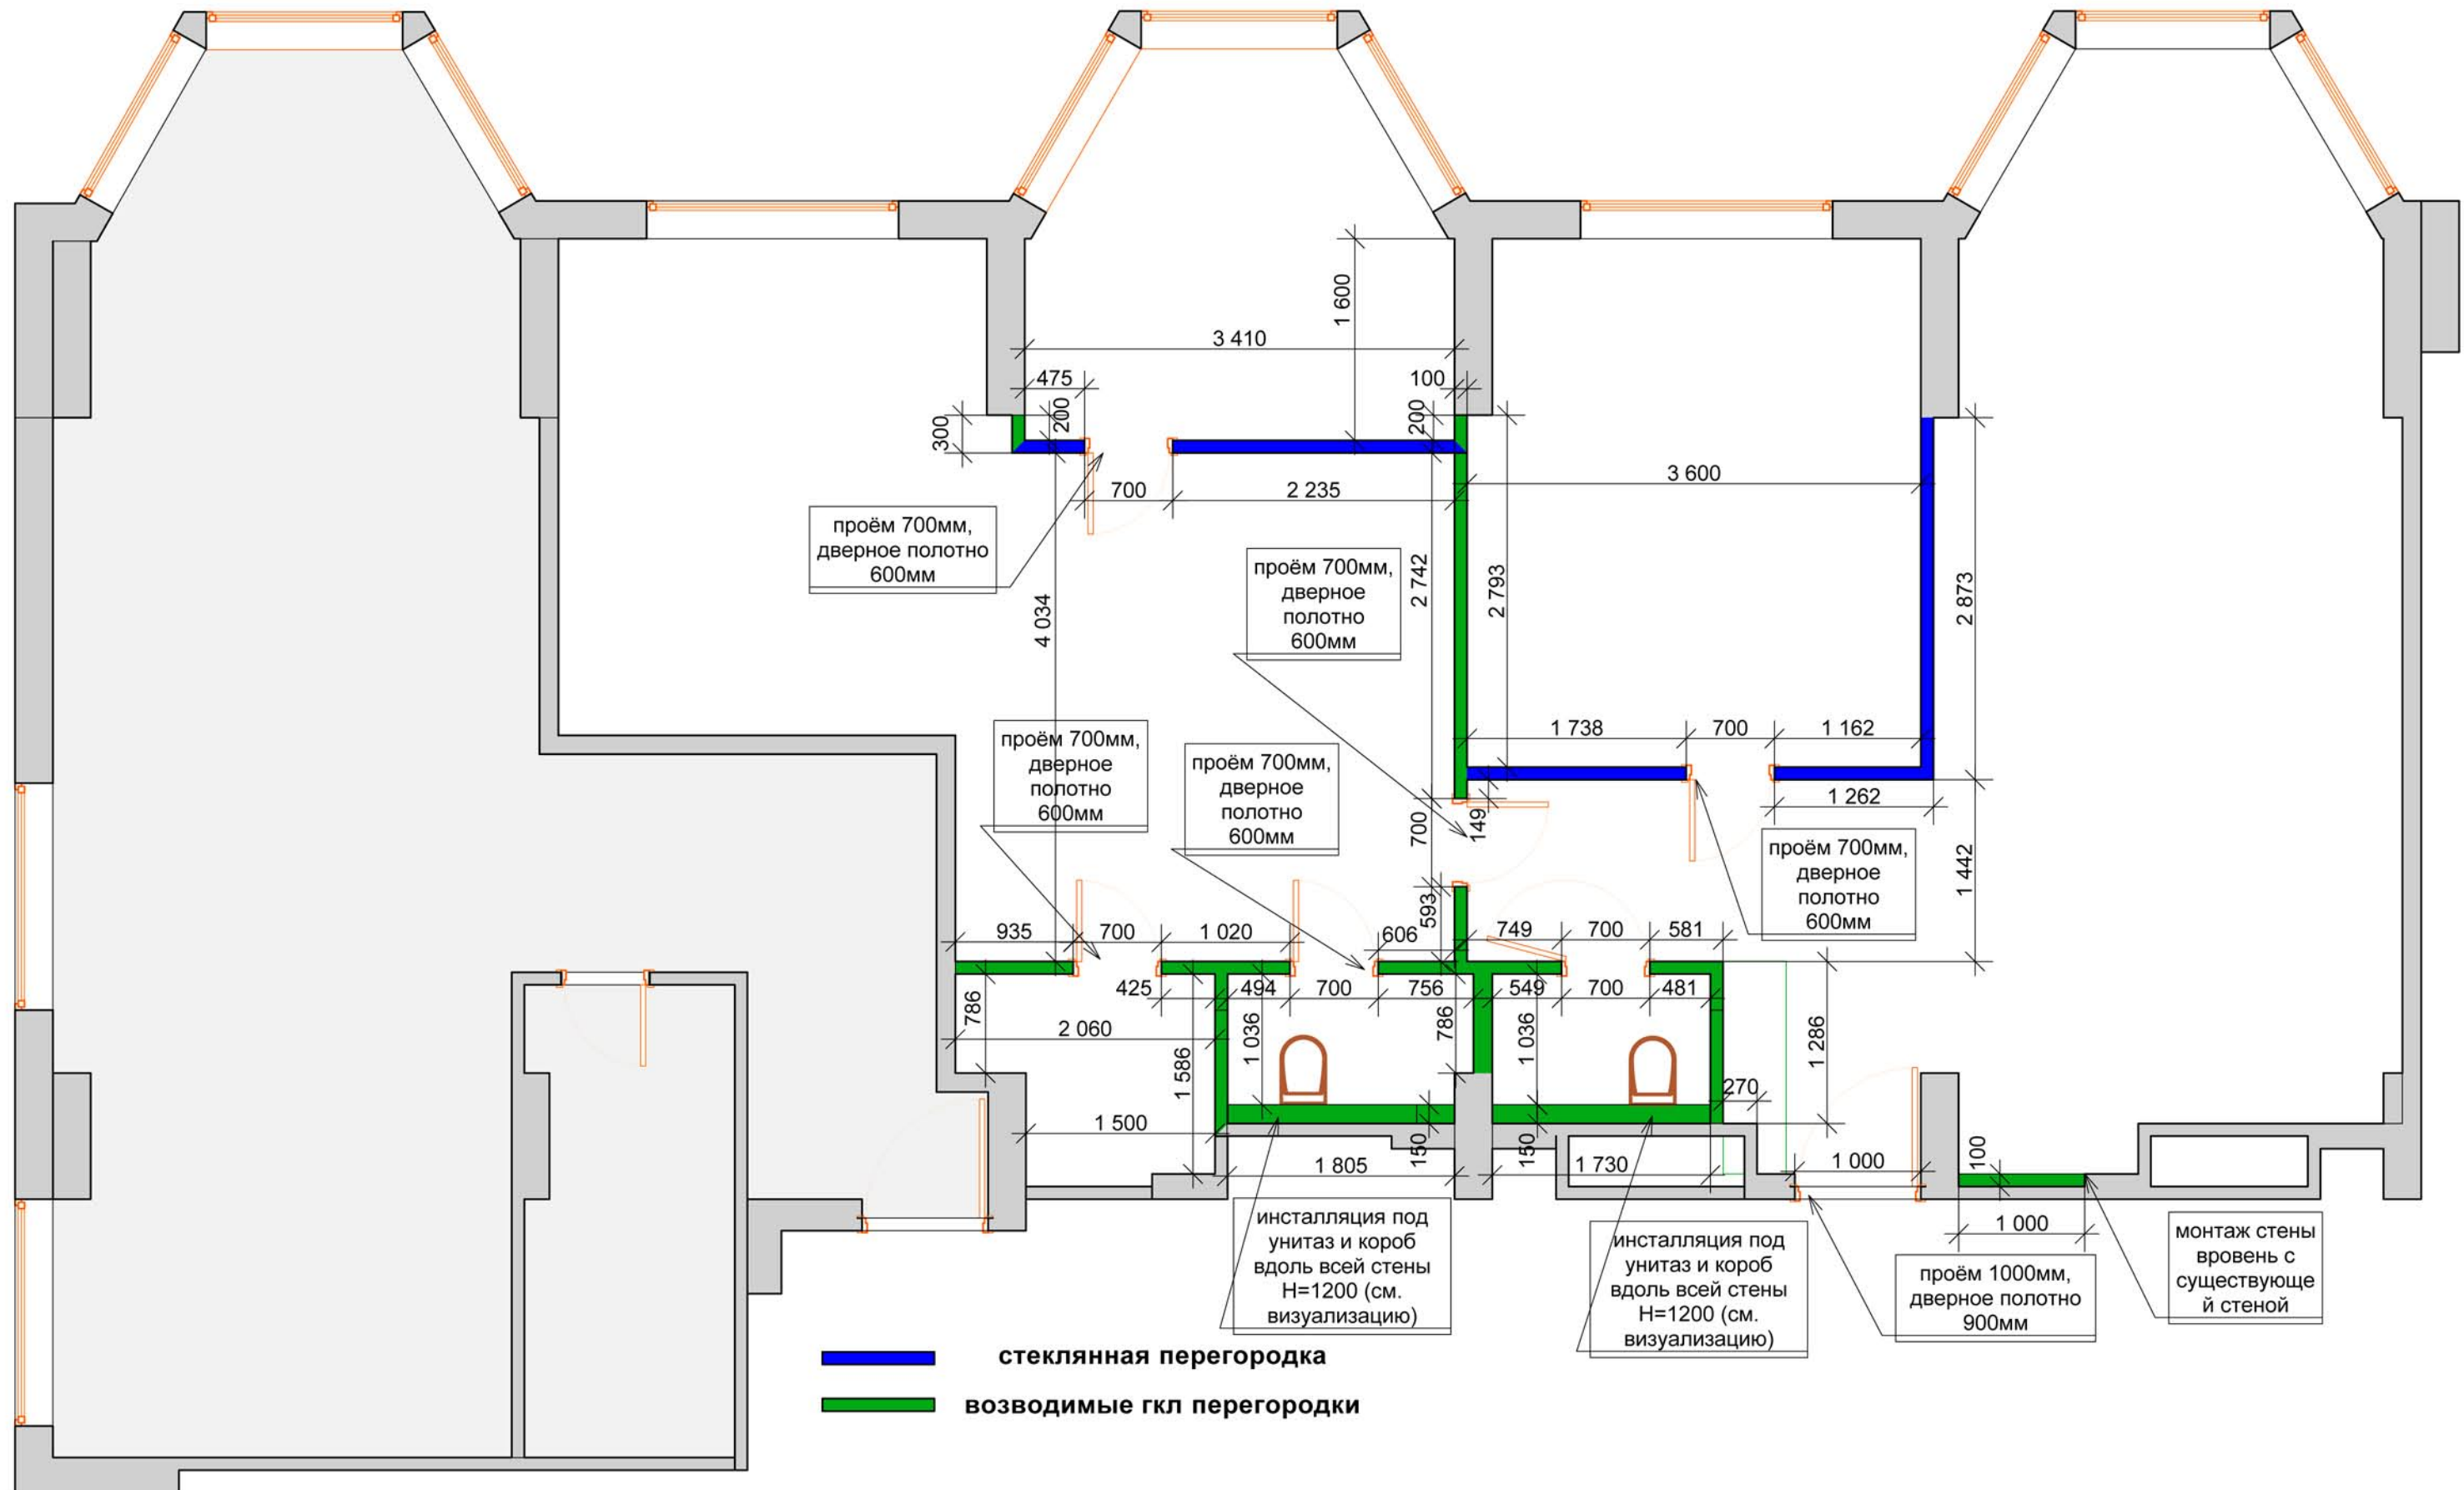 1 600
3 410
475
100
200
200
300
3 600
700
2 235
проём 700мм,
дверное полотно
600мм
проём 700мм,
дверное
полотно
600мм
2 742
2 793
2 873
4 034
1 738
700
1 162
проём 700мм,
дверное
полотно
600мм
проём 700мм,
дверное
полотно
600мм
1 262
700
149
проём 700мм,
дверное
полотно
600мм
1 442
593
935
700
1 020
606
749
700
581
425
494
700
756
549
700
481
786
2 060
1 036
786
1 036
1 286
1 586
270
1 500
150
150
1 805
1 730
1 000
100
1 000
инсталляция под
унитаз и короб
вдоль всей стены
Н=1200 (см.
визуализацию)
инсталляция под
унитаз и короб
вдоль всей стены
Н=1200 (см.
визуализацию)
проём 1000мм,
дверное полотно
900мм
монтаж стены
вровень с
существующе
й стеной
стеклянная перегородка
возводимые гкл перегородки